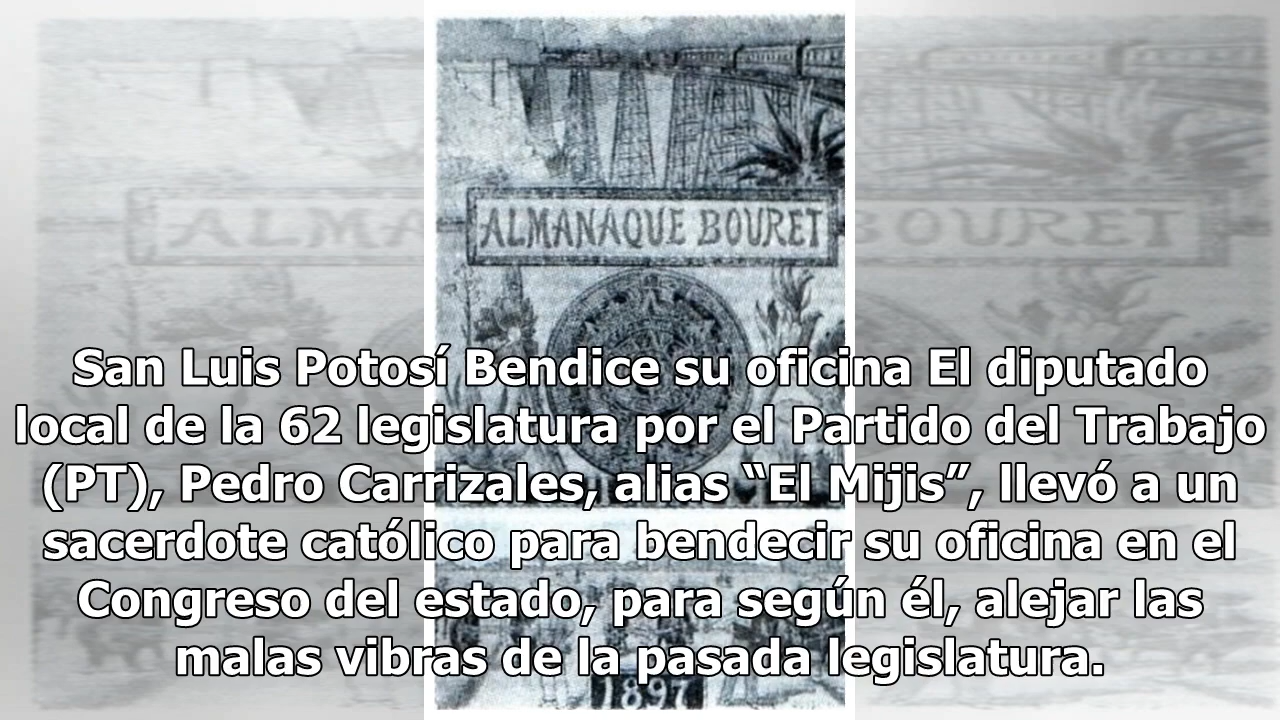 ALMANAQUE BOURET
San Luis Potosí Bendice su oficina El diputado
local de la 62 legislatura por el Partido del Trabajo
(PT), Pedro Carrizales, alias “El Mijis”, llevó a un
sacerdote católico para bendecir su oficina en el
Congreso del estado, para según él, alejar las
malas vibras de la pasada legislatura.
1897